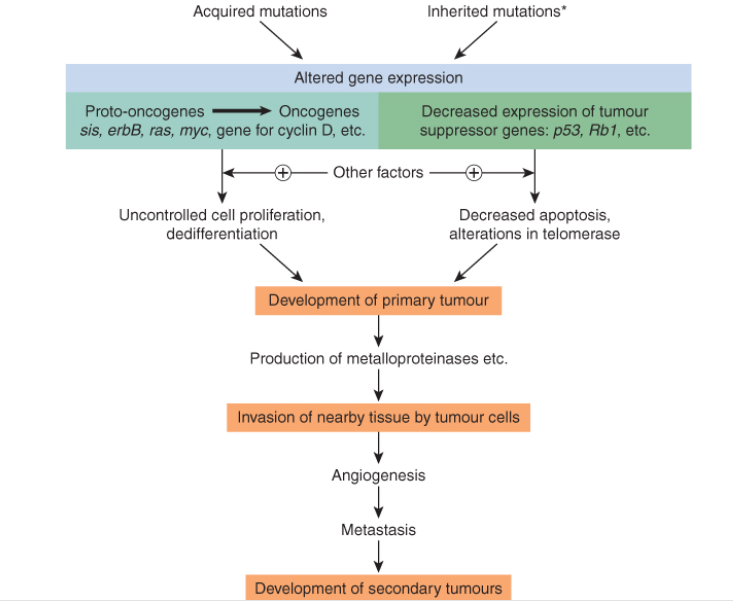 Acquired mutations
Inherited mutations*
Altered gene expression
Proto-oncogenes Oncogenes
sis, erbB, ras, myc, gene for cyclin D, etc.
Decreased expression of tumour
suppressor genes: p53, Rb1, etc.
+ Other factors +
Uncontrolled cell proliferation,
dedifferentiation
Decreased apoptosis,
alterations in telomerase
Development of primary tumour
Production of metalloproteinases etc.
Invasion of nearby tissue by tumour cells
Angiogenesis
Metastasis
Development of secondary tumours